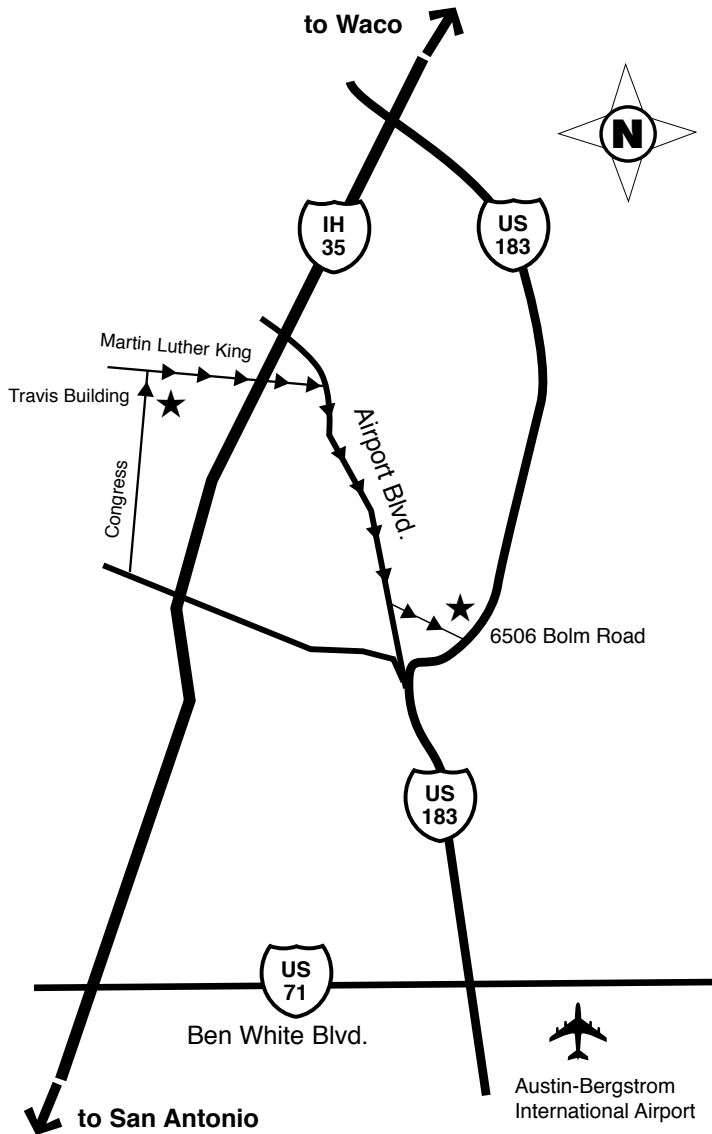 to Waco
N
IH
35
US
183
Martin Luther King
Travis Building
Airport Blvd.
Congress
6506 Bolm Road
US
183
US
71
Ben White Blvd.
Austin-Bergstrom
International Airport
to San Antonio